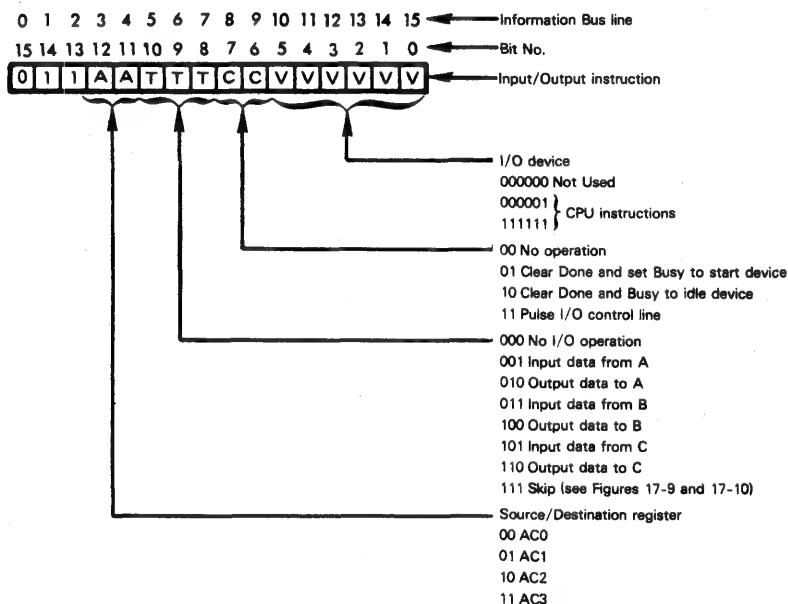 0 1 2 3 4 5 6 7 8 9 10 11 12 13 14 15 Information Bus line
15 14 13 12 11 10 9 8 7 6 5 4 3 2 1 0 Bit No.
0 1 1 A A T T T C C V V V V V V Input/Output instruction
I/O device
000000 Not Used
000001
111111
CPU instructions
00 No operation
01 Clear Done and set Busy to start device
10 Clear Done and Busy to idle device
11 Pulse I/O control line
000 No I/O operation
001 Input data from A
010 Output data to A
011 Input data from B
100 Output data to B
101 Input data from C
110 Output data to C
111 Skip (see Figures 17-9 and 17-10)
Source/Destination register
00 AC0
01 AC1
10 AC2
11 AC3